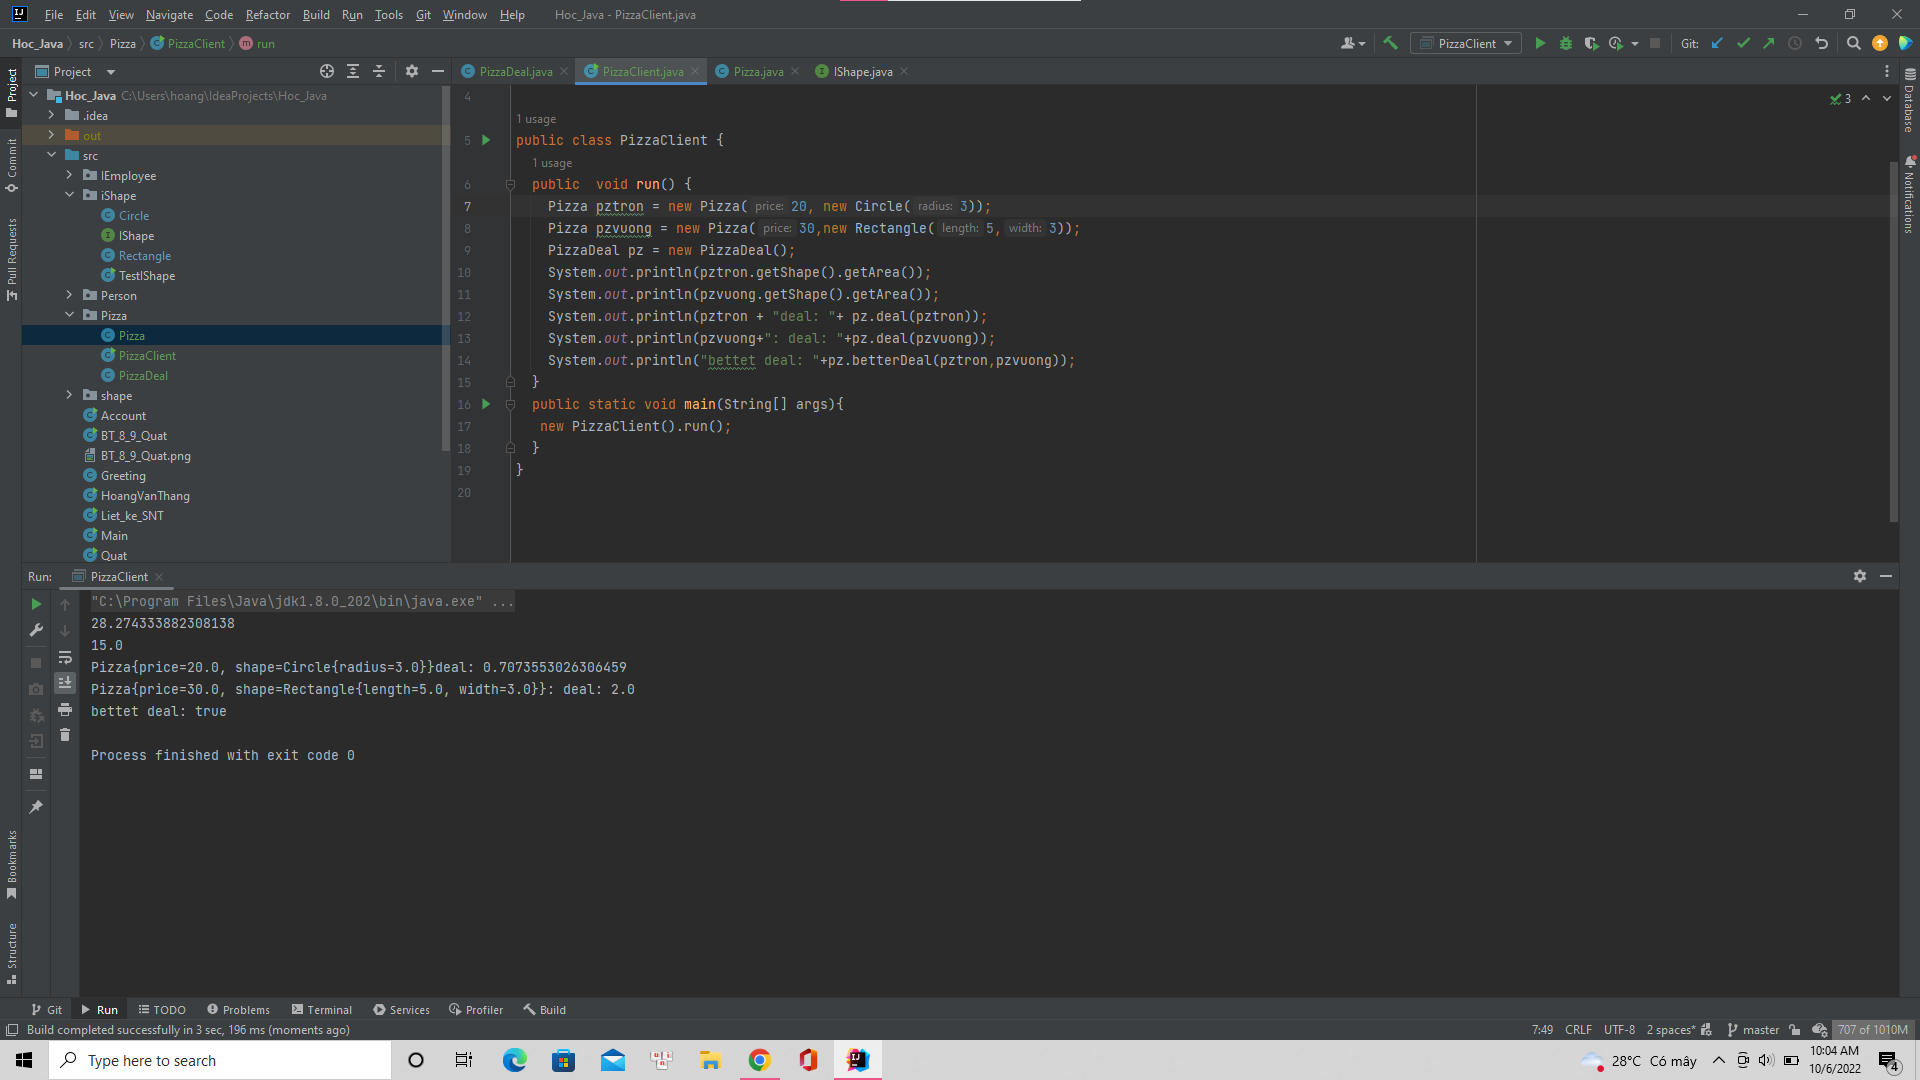 File Edit View Navigate Code Refactor Build Run Tools Git Window Help Hoc_Java - PizzaClient.java
Hoc_Java src Pizza PizzaClient run PizzaClient Git:
Project
PizzaDeal.java PizzaClient.java Pizza.java IShape.java
Hoc_Java C:\Users\hoang\IdeaProjects\Hoc_Java
.idea
out
src
IEmployee
iShape
Circle
IShape
Rectangle
TestIShape
Person
Pizza
Pizza
PizzaClient
PizzaDeal
shape
Account
BT_8_9_Quat
BT_8_9_Quat.png
Greeting
HoangVanThang
Liet_ke_SNT
Main
Quat
Project
Commit
Pull Requests
Bookmarks
Structure
Database
Notifications
3
4
1 usage
5 public class PizzaClient {
1 usage
6 public  void run() {
7 Pizza pztron = new Pizza( price: 20, new Circle( radius: 3));
8 Pizza pzvuong = new Pizza( price: 30,new Rectangle( length: 5, width: 3));
9 PizzaDeal pz = new PizzaDeal();
10 System.out.println(pztron.getShape().getArea());
11 System.out.println(pzvuong.getShape().getArea());
12 System.out.println(pztron + "deal: "+ pz.deal(pztron));
13 System.out.println(pzvuong+": deal: "+pz.deal(pzvuong));
14 System.out.println("bettet deal: "+pz.betterDeal(pztron,pzvuong));
15 }
16 public static void main(String[] args){
17 new PizzaClient().run();
18 }
19 }
20
Run: PizzaClient
"C:\Program Files\Java\jdk1.8.0_202\bin\java.exe" ...
28.274333882308138
15.0
Pizza{price=20.0, shape=Circle{radius=3.0}}deal: 0.7073553026306459
Pizza{price=30.0, shape=Rectangle{length=5.0, width=3.0}}: deal: 2.0
bettet deal: true
Process finished with exit code 0
Git Run TODO Problems Terminal Services Profiler Build
Build completed successfully in 3 sec, 196 ms (moments ago) 7:49 CRLF UTF-8 2 spaces* master 707 of 1010M
Type here to search 28°C Có mây 10:04 AM
10/6/2022 4